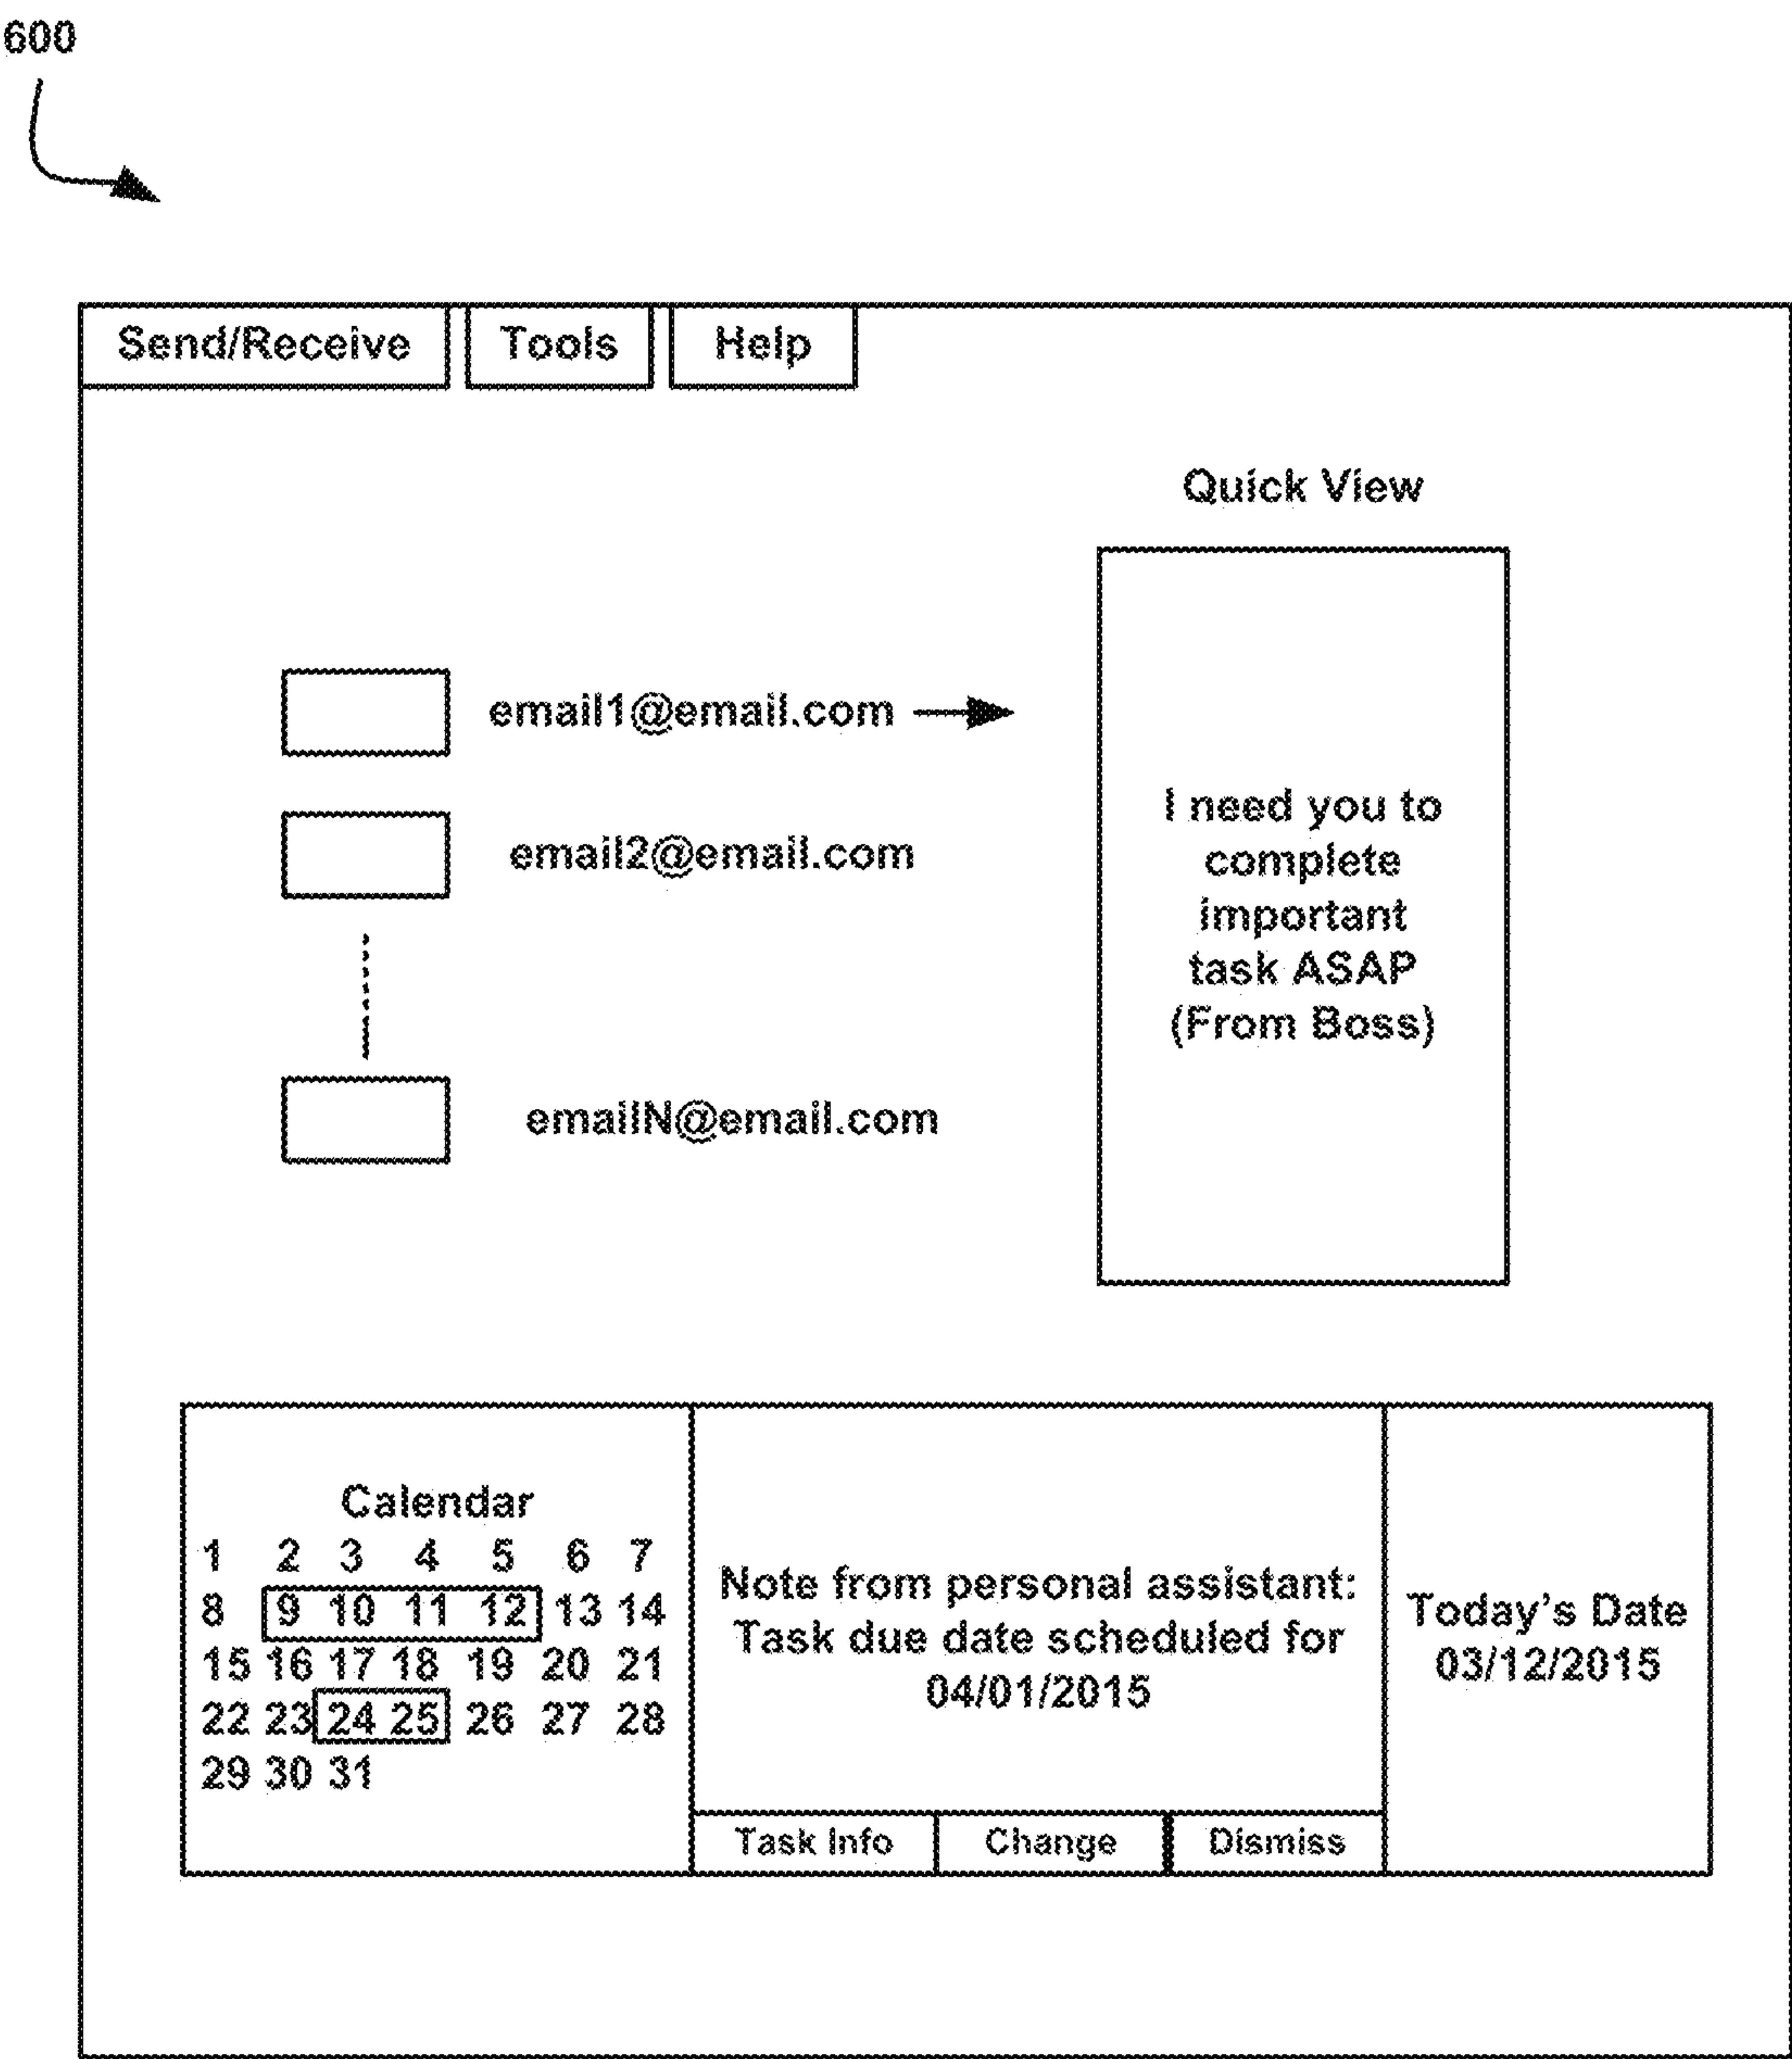 600
Send/Receive Tools Help
Quick View
email1@email.com
email2@email.com
emailN@email.com
I need you to
complete
important
task ASAP
(From Boss)
Calendar
1 2 3 4 5 6 7
8 9 10 11 12 13 14
15 16 17 18 19 20 21
22 23 24 25 26 27 28
29 30 31
Note from personal assistant:
Task due date scheduled for
04/01/2015
Task Info Change Dismiss
Today's Date
03/12/2015